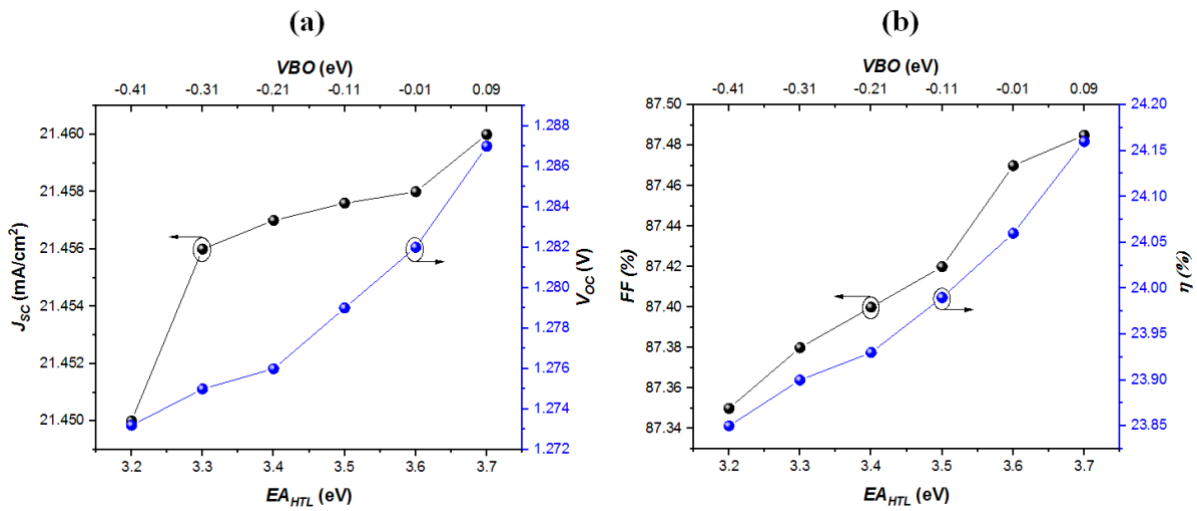 (a)
VBO (eV)
-0.41 -0.31 -0.21 -0.11 -0.01 0.09
21.460
21.458
21.456
21.454
21.452
21.450
J_SC (mA/cm²)
1.288
1.286
1.284
1.282
1.280
1.278
1.276
1.274
1.272
V_OC (V)
3.2 3.3 3.4 3.5 3.6 3.7
EA_HTL (eV)
(b)
VBO (eV)
-0.41 -0.31 -0.21 -0.11 -0.01 0.09
87.50
87.48
87.46
87.44
87.42
87.40
87.38
87.36
87.34
FF (%)
24.20
24.15
24.10
24.05
24.00
23.95
23.90
23.85
η (%)
3.2 3.3 3.4 3.5 3.6 3.7
EA_HTL (eV)